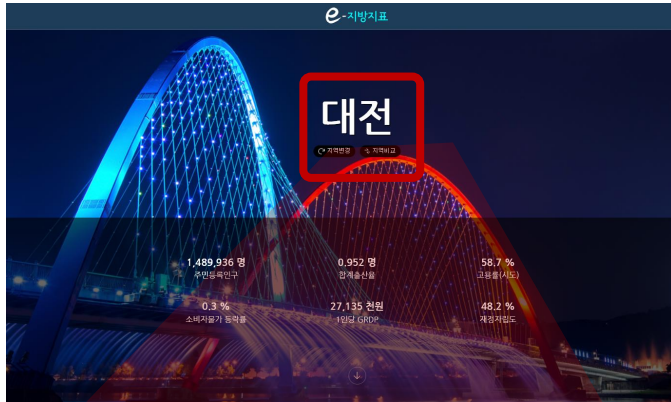 e-지방지표
대전
지역변경 지역비교
1,489,936 명 0.952 명 58.7 %
주민등록인구 합계출산율 고용률(시도)
0.3 % 27,135 천원 48.2 %
소비자물가 등락률 1인당 GRDP 재정자립도